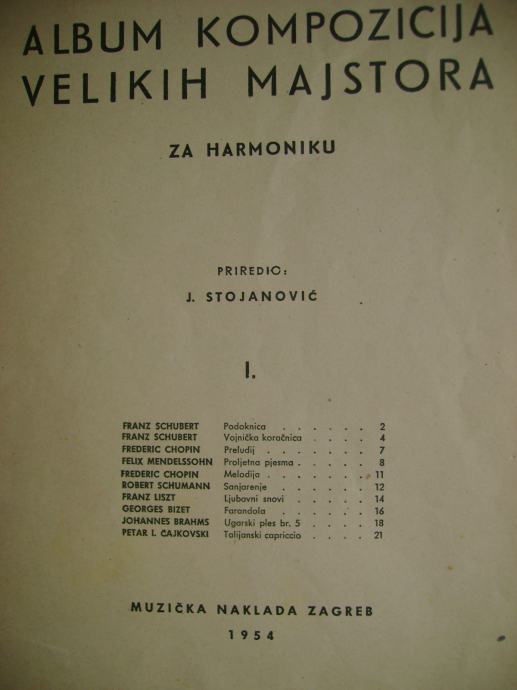 ALBUM KOMPOZICIJA
VELIKIH MAJSTORA
ZA HARMONIKU
PRIREDIO:
J. STOJANOVIĆ
I.
FRANZ SCHUBERT Podoknica . . . . . . 2
FRANZ SCHUBERT Vojnička koračnica . . . . 4
FREDERIC CHOPIN Preludij . . . . . . . 7
FELIX MENDELSSOHN Proljetna pjesma . . . . . 8
FREDERIC CHOPIN Melodija . . . . . . . 11
ROBERT SCHUMANN Sanjarenje . . . . . . 12
FRANZ LISZT Ljubavni snovi . . . . . 14
GEORGES BIZET Farandola . . . . . . 16
JOHANNES BRAHMS Ugarski ples br. 5 . . . . 18
PETAR I. ČAJKOVSKI Talijanski capriccio . . . . 21
MUZIČKA NAKLADA ZAGREB
1954